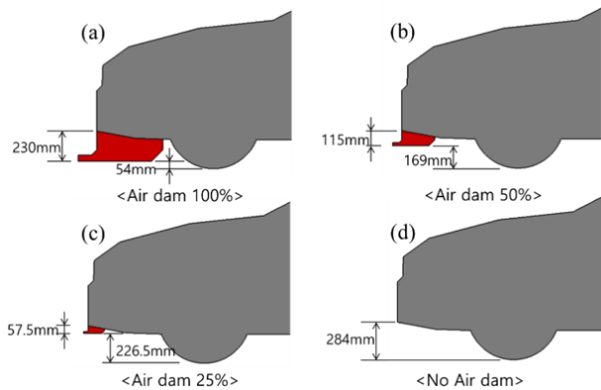 (a)
230mm
54mm
<Air dam 100%>
(b)
115mm
169mm
<Air dam 50%>
(c)
57.5mm
226.5mm
<Air dam 25%>
(d)
284mm
<No Air dam>